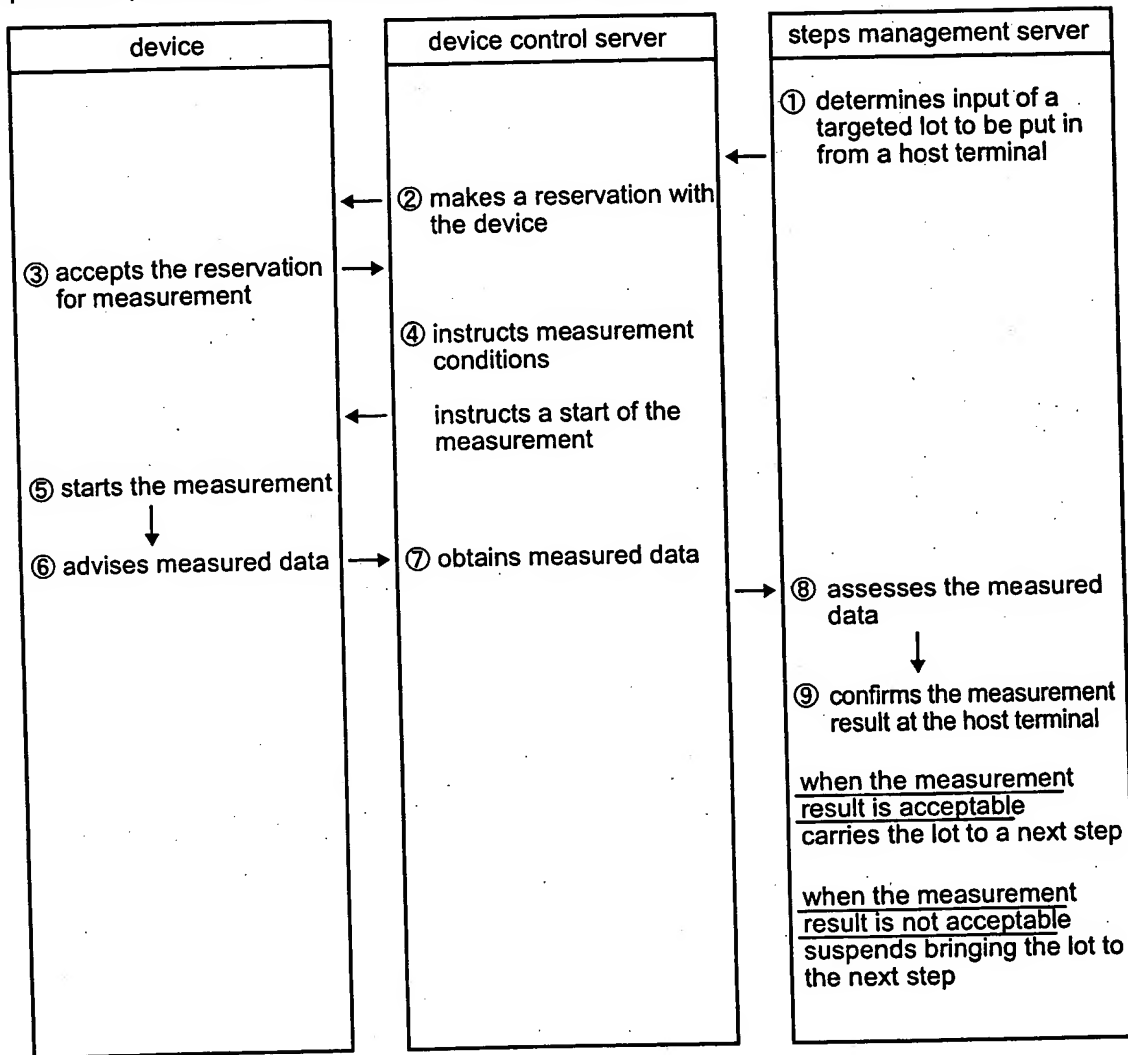 device
device control server
steps management server
① determines input of a
targeted lot to be put in
from a host terminal
② makes a reservation with
the device
③ accepts the reservation
for measurement
④ instructs measurement
conditions
instructs a start of the
measurement
⑤ starts the measurement
⑥ advises measured data
⑦ obtains measured data
⑧ assesses the measured
data
⑨ confirms the measurement
result at the host terminal
when the measurement
result is acceptable
carries the lot to a next step
when the measurement
result is not acceptable
suspends bringing the lot to
the next step